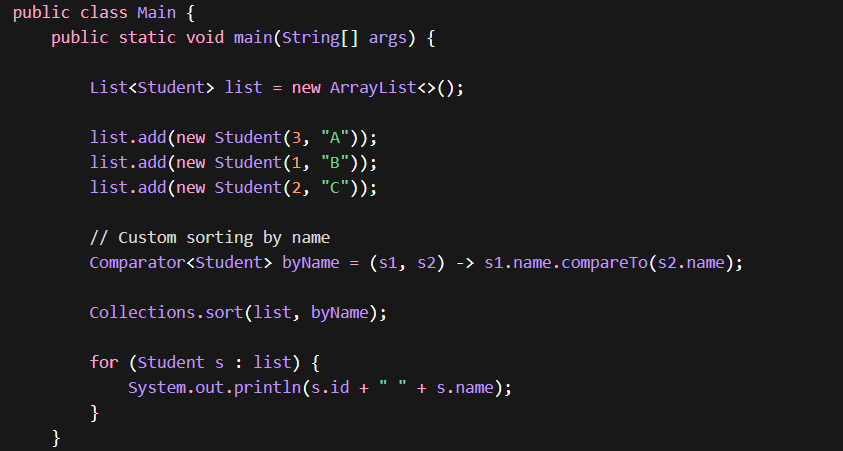 public class Main {
    public static void main(String[] args) {
        List<Student> list = new ArrayList<>();
        list.add(new Student(3, "A"));
        list.add(new Student(1, "B"));
        list.add(new Student(2, "C"));
        // Custom sorting by name
        Comparator<Student> byName = (s1, s2) -> s1.name.compareTo(s2.name);
        Collections.sort(list, byName);
        for (Student s : list) {
            System.out.println(s.id + " " + s.name);
        }
    }